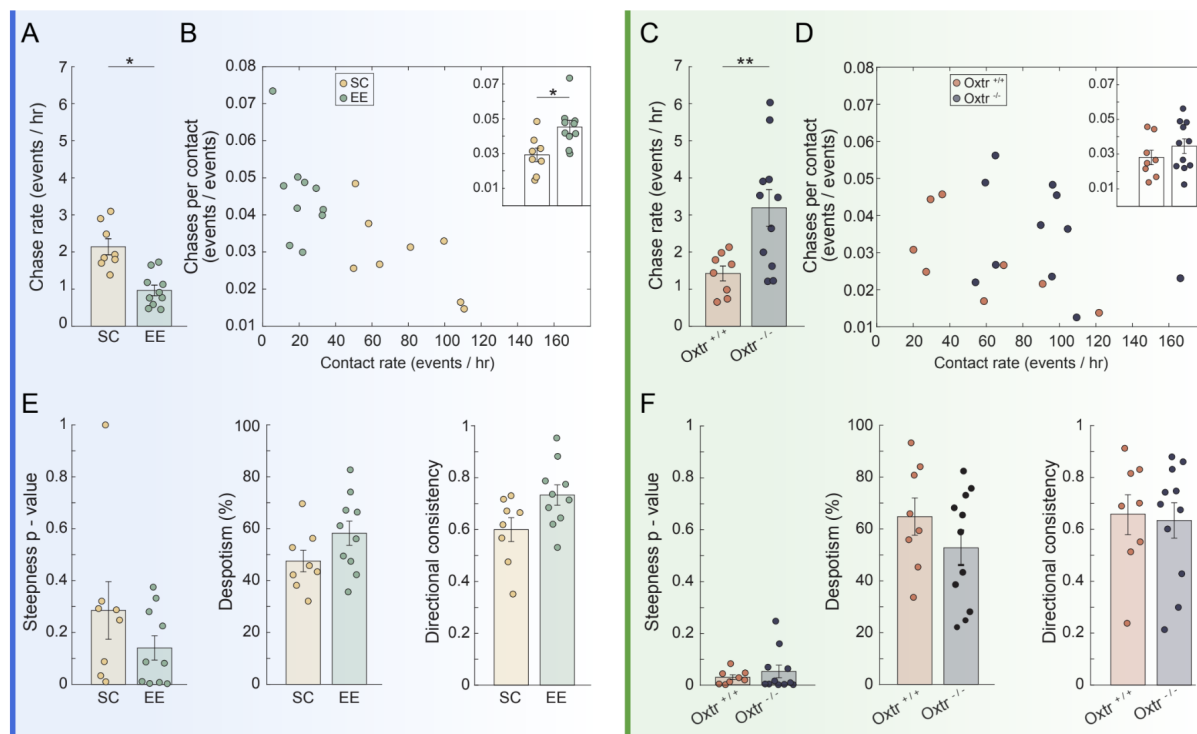 A
*
Chase rate (events / hr)
7
6
5
4
3
2
1
0
SC
EE
B
Chases per contact
(events / events)
0.08
0.07
0.06
0.05
0.04
0.03
0.02
0.01
SC
EE
0.07
0.05
0.03
0.01
*
0
20
40
60
80
100
120
140
160
Contact rate (events / hr)
C
**
Chase rate (events / hr)
7
6
5
4
3
2
1
0
Oxtr +/+
Oxtr -/-
D
Chases per contact
(events / events)
0.08
0.07
0.06
0.05
0.04
0.03
0.02
0.01
Oxtr +/+
Oxtr -/-
0.07
0.05
0.03
0.01
0
20
40
60
80
100
120
140
160
Contact rate (events / hr)
E
Steepness p - value
1
0.8
0.6
0.4
0.2
0
SC
EE
Despotism (%)
100
80
60
40
20
0
SC
EE
Directional consistency
1
0.8
0.6
0.4
0.2
0
SC
EE
F
Steepness p - value
1
0.8
0.6
0.4
0.2
0
Oxtr +/+
Oxtr -/-
Despotism (%)
100
80
60
40
20
0
Oxtr +/+
Oxtr -/-
Directional consistency
1
0.8
0.6
0.4
0.2
0
Oxtr +/+
Oxtr -/-